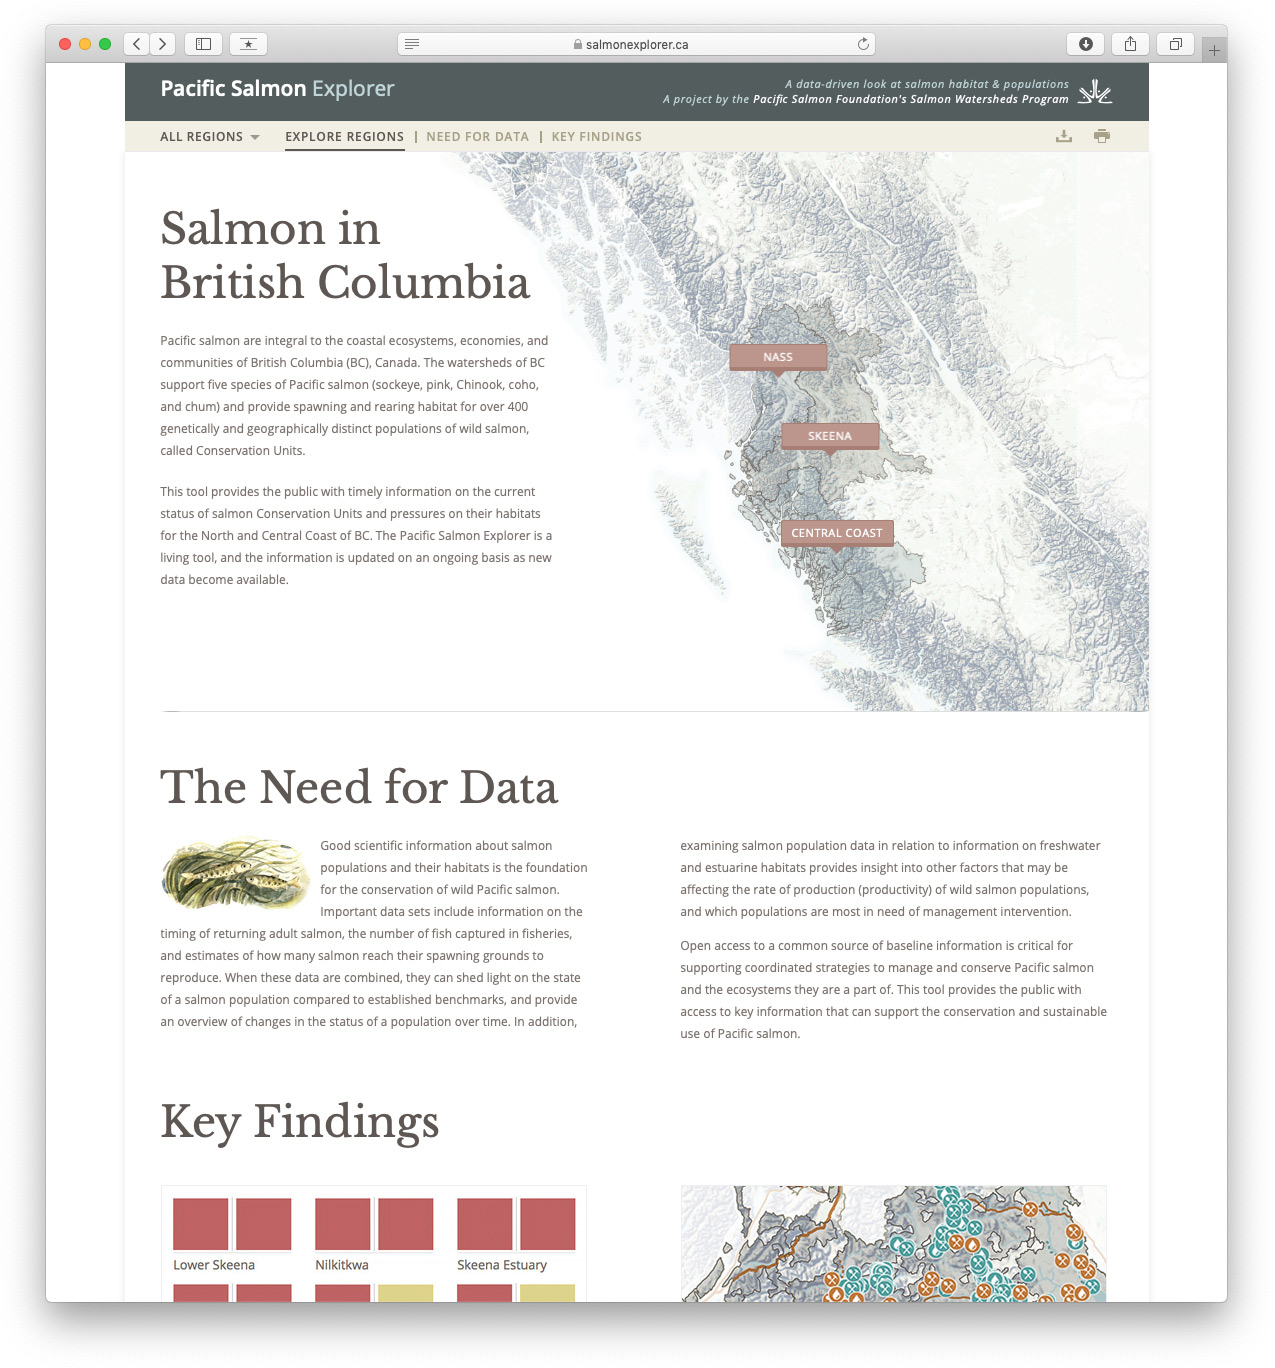 salmonexplorer.ca
Pacific Salmon Explorer
A data-driven look at salmon habitat & populations
A project by the Pacific Salmon Foundation's Salmon Watersheds Program
ALL REGIONS
EXPLORE REGIONS | NEED FOR DATA | KEY FINDINGS
Salmon in
British Columbia
Pacific salmon are integral to the coastal ecosystems, economies, and
communities of British Columbia (BC), Canada. The watersheds of BC
support five species of Pacific salmon (sockeye, pink, Chinook, coho,
and chum) and provide spawning and rearing habitat for over 400
genetically and geographically distinct populations of wild salmon,
called Conservation Units.
This tool provides the public with timely information on the current
status of salmon Conservation Units and pressures on their habitats
for the North and Central Coast of BC. The Pacific Salmon Explorer is a
living tool, and the information is updated on an ongoing basis as new
data become available.
NASS
SKEENA
CENTRAL COAST
The Need for Data
Good scientific information about salmon
populations and their habitats is the foundation
for the conservation of wild Pacific salmon.
Important data sets include information on the
timing of returning adult salmon, the number of fish captured in fisheries,
and estimates of how many salmon reach their spawning grounds to
reproduce. When these data are combined, they can shed light on the state
of a salmon population compared to established benchmarks, and provide
an overview of changes in the status of a population over time. In addition,
examining salmon population data in relation to information on freshwater
and estuarine habitats provides insight into other factors that may be
affecting the rate of production (productivity) of wild salmon populations,
and which populations are most in need of management intervention.
Open access to a common source of baseline information is critical for
supporting coordinated strategies to manage and conserve Pacific salmon
and the ecosystems they are a part of. This tool provides the public with
access to key information that can support the conservation and sustainable
use of Pacific salmon.
Key Findings
Lower Skeena
Nilkitkwa
Skeena Estuary